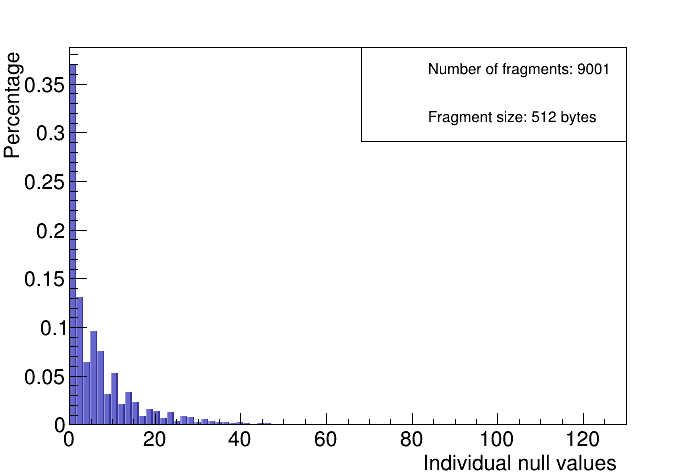 Percentage
Number of fragments: 9001
Fragment size: 512 bytes
0.35
0.3
0.25
0.2
0.15
0.1
0.05
0
0 20 40 60 80 100 120
Individual null values